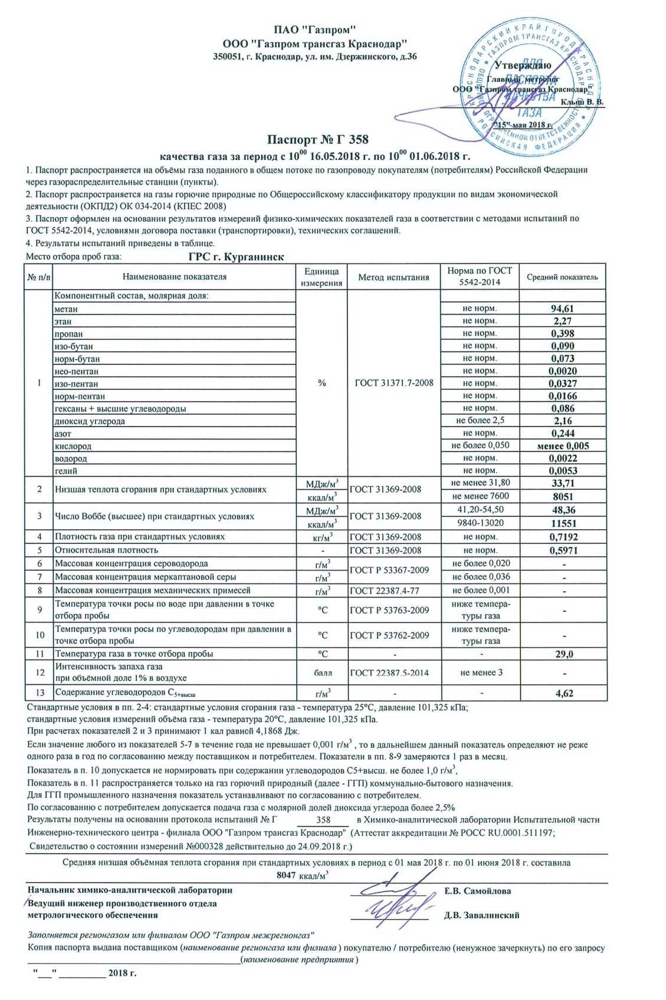 ПАО "Газпром"
ООО "Газпром трансгаз Краснодар"
350051, г. Краснодар, ул. им. Дзержинского, д.36
Утверждаю
Главный метролог
ООО "Газпром трансгаз Краснодар"
Клыш В. В.
"15" мая 2018 г.
КРАСНОДАРСКИЙ КРАЙ ГОРОД КРАСНОДАР
РОССИЙСКАЯ ФЕДЕРАЦИЯ
ДЛЯ
ПАСПОРТА
КАЧЕСТВА
ГАЗА
Паспорт № Г 358
качества газа за период с 10⁰⁰ 16.05.2018 г. по 10⁰⁰ 01.06.2018 г.
1. Паспорт распространяется на объёмы газа поданного в общем потоке по газопроводу покупателям (потребителям) Российской Федерации
через газораспределительные станции (пункты).
2. Паспорт распространяется на газы горючие природные по Общероссийскому классификатору продукции по видам экономической
деятельности (ОКПД2) ОК 034-2014 (КПЕС 2008)
3. Паспорт оформлен на основании результатов измерений физико-химических показателей газа в соответствии с методами испытаний по
ГОСТ 5542-2014, условиями договора поставки (транспортировки), технических соглашений.
4. Результаты испытаний приведены в таблице.
Место отбора проб газа: ГРС г. Курганинск
№ п/п Наименование показателя Единица измерения Метод испытания Норма по ГОСТ 5542-2014 Средний показатель
Компонентный состав, молярная доля:
метан не норм. 94,61
этан не норм. 2,27
пропан не норм. 0,398
изо-бутан не норм. 0,090
норм-бутан не норм. 0,073
нео-пентан не норм. 0,0020
1 изо-пентан % ГОСТ 31371.7-2008 не норм. 0,0327
норм-пентан не норм. 0,0166
гексаны + высшие углеводороды не норм. 0,086
диоксид углерода не более 2,5 2,16
азот не норм. 0,244
кислород не более 0,050 менее 0,005
водород не норм. 0,0022
гелий не норм. 0,0053
2 Низшая теплота сгорания при стандартных условиях МДж/м³ ГОСТ 31369-2008 не менее 31,80 33,71
ккал/м³ не менее 7600 8051
3 Число Воббе (высшее) при стандартных условиях МДж/м³ ГОСТ 31369-2008 41,20-54,50 48,36
ккал/м³ 9840-13020 11551
4 Плотность газа при стандартных условиях кг/м³ ГОСТ 31369-2008 не норм. 0,7192
5 Относительная плотность - ГОСТ 31369-2008 не норм. 0,5971
6 Массовая концентрация сероводорода г/м³ ГОСТ Р 53367-2009 не более 0,020 -
7 Массовая концентрация меркаптановой серы г/м³ не более 0,036 -
8 Массовая концентрация механических примесей г/м³ ГОСТ 22387.4-77 не более 0,001 -
9 Температура точки росы по воде при давлении в точке
отбора пробы °С ГОСТ Р 53763-2009 ниже темпера-
туры газа -
10 Температура точки росы по углеводородам при давлении в
точке отбора пробы °С ГОСТ Р 53762-2009 ниже темпера-
туры газа -
11 Температура газа в точке отбора пробы °С - - 29,0
12 Интенсивность запаха газа
при объёмной доле 1% в воздухе балл ГОСТ 22387.5-2014 не менее 3 -
13 Содержание углеводородов С5+высш г/м³ - - 4,62
Стандартные условия в пп. 2-4: стандартные условия сгорания газа - температура 25°С, давление 101,325 кПа;
стандартные условия измерений объёма газа - температура 20°С, давление 101,325 кПа.
При расчетах показателей 2 и 3 принимают 1 кал равной 4,1868 Дж.
Если значение любого из показателей 5-7 в течение года не превышает 0,001 г/м³ , то в дальнейшем данный показатель определяют не реже
одного раза в год по согласованию между поставщиком и потребителем. Показатели в пп. 8-9 замеряются 1 раз в месяц.
Показатель в п. 10 допускается не нормировать при содержании углеводородов С5+высш. не более 1,0 г/м³,
Показатель в п. 11 распространяется только на газ горючий природный (далее - ГГП) коммунально-бытового назначения.
Для ГГП промышленного назначения показатель устанавливают по согласованию с потребителем.
По согласованию с потребителем допускается подача газа с молярной долей диоксида углерода более 2,5%
Результаты получены на основании протокола испытаний № Г 358 в Химико-аналитической лаборатории Испытательной части
Инженерно-технического центра - филиала ООО "Газпром трансгаз Краснодар" (Аттестат аккредитации № РОСС RU.0001.511197;
Свидетельство о состоянии измерений №000328 действительно до 24.09.2018 г.)
Средняя низшая объёмная теплота сгорания при стандартных условиях в период с 01 мая 2018 г. по 01 июня 2018 г. составила
8047 ккал/м³
Начальник химико-аналитической лаборатории Е.В. Самойлова
Ведущий инженер производственного отдела
метрологического обеспечения Д.В. Завалинский
Заполняется регионгазом или филиалом ООО "Газпром межрегионгаз"
Копия паспорта выдана поставщиком (наименование регионгаза или филиала ) покупателю / потребителю (ненужное зачеркнуть) по его запросу
(наименование предприятия )
"___" __________ 2018 г.